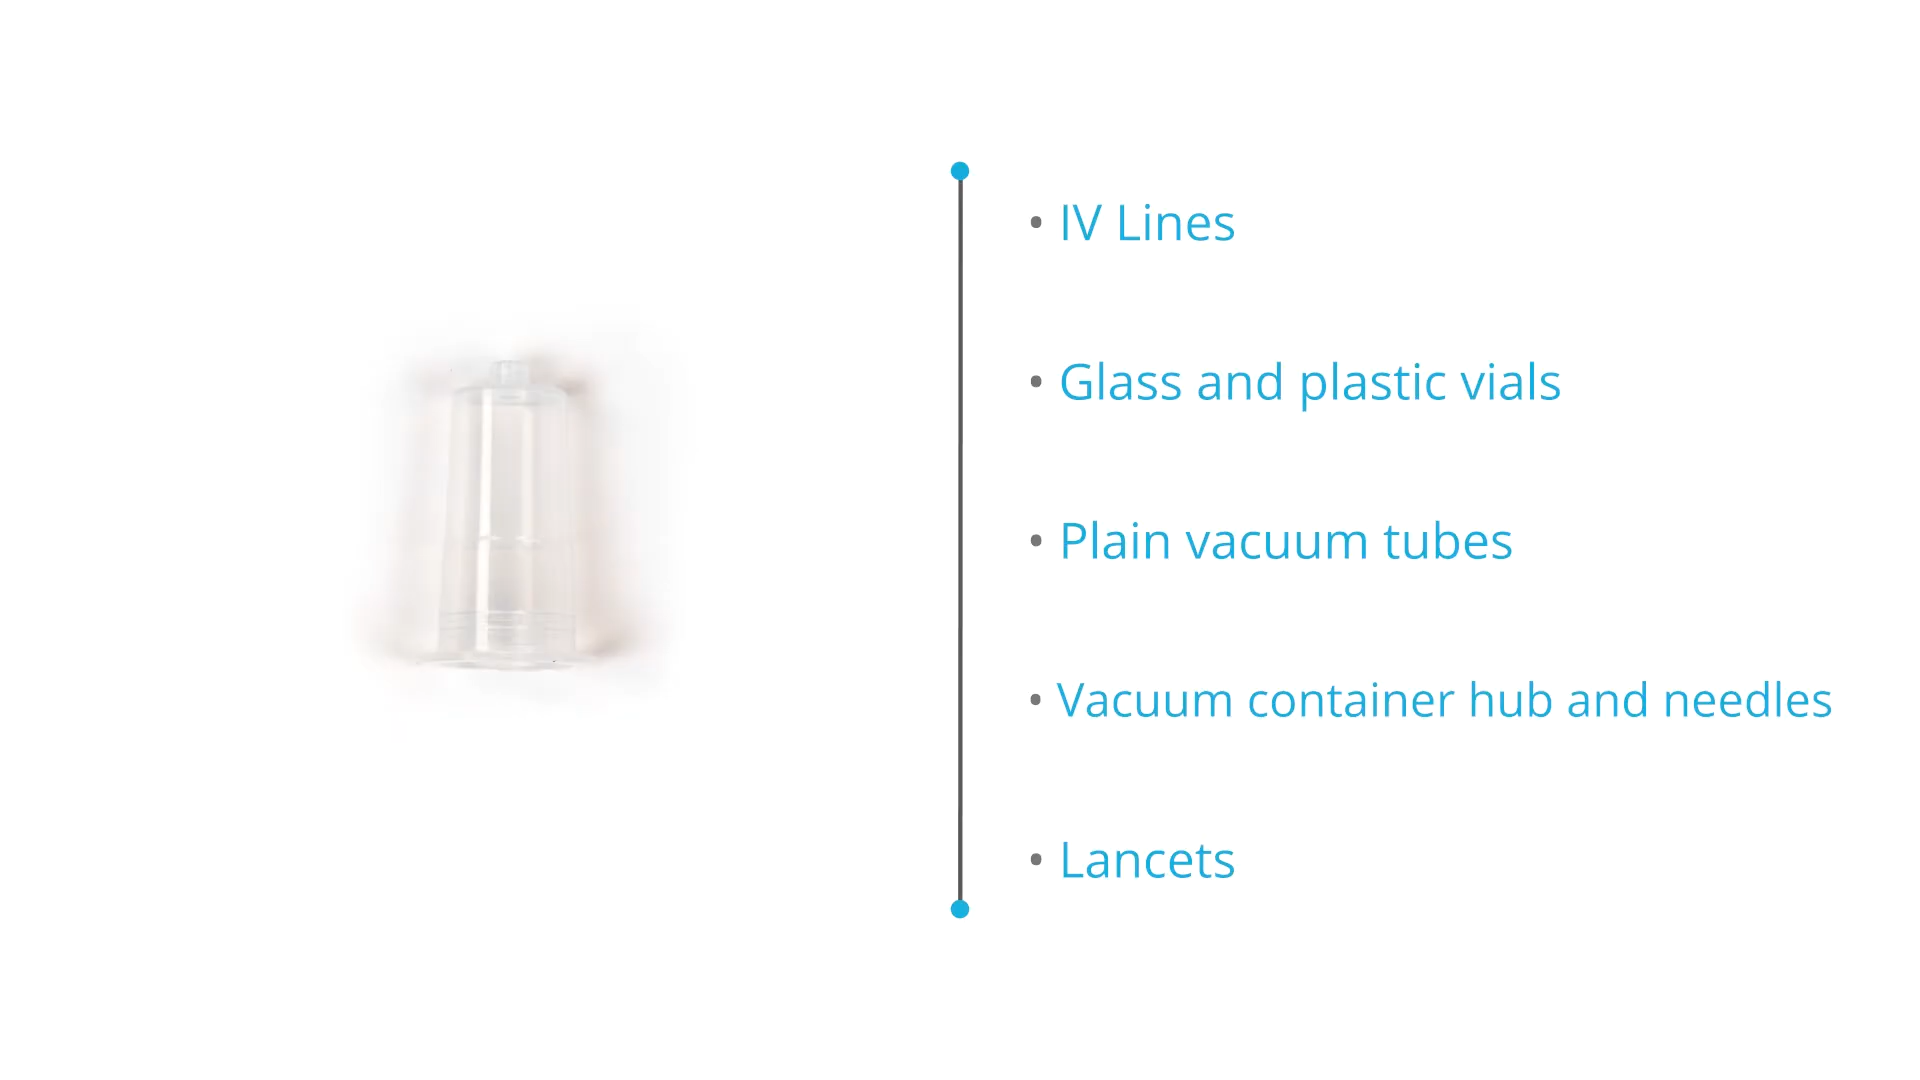 • IV Lines
• Glass and plastic vials
• Plain vacuum tubes
• Vacuum container hub and needles
• Lancets